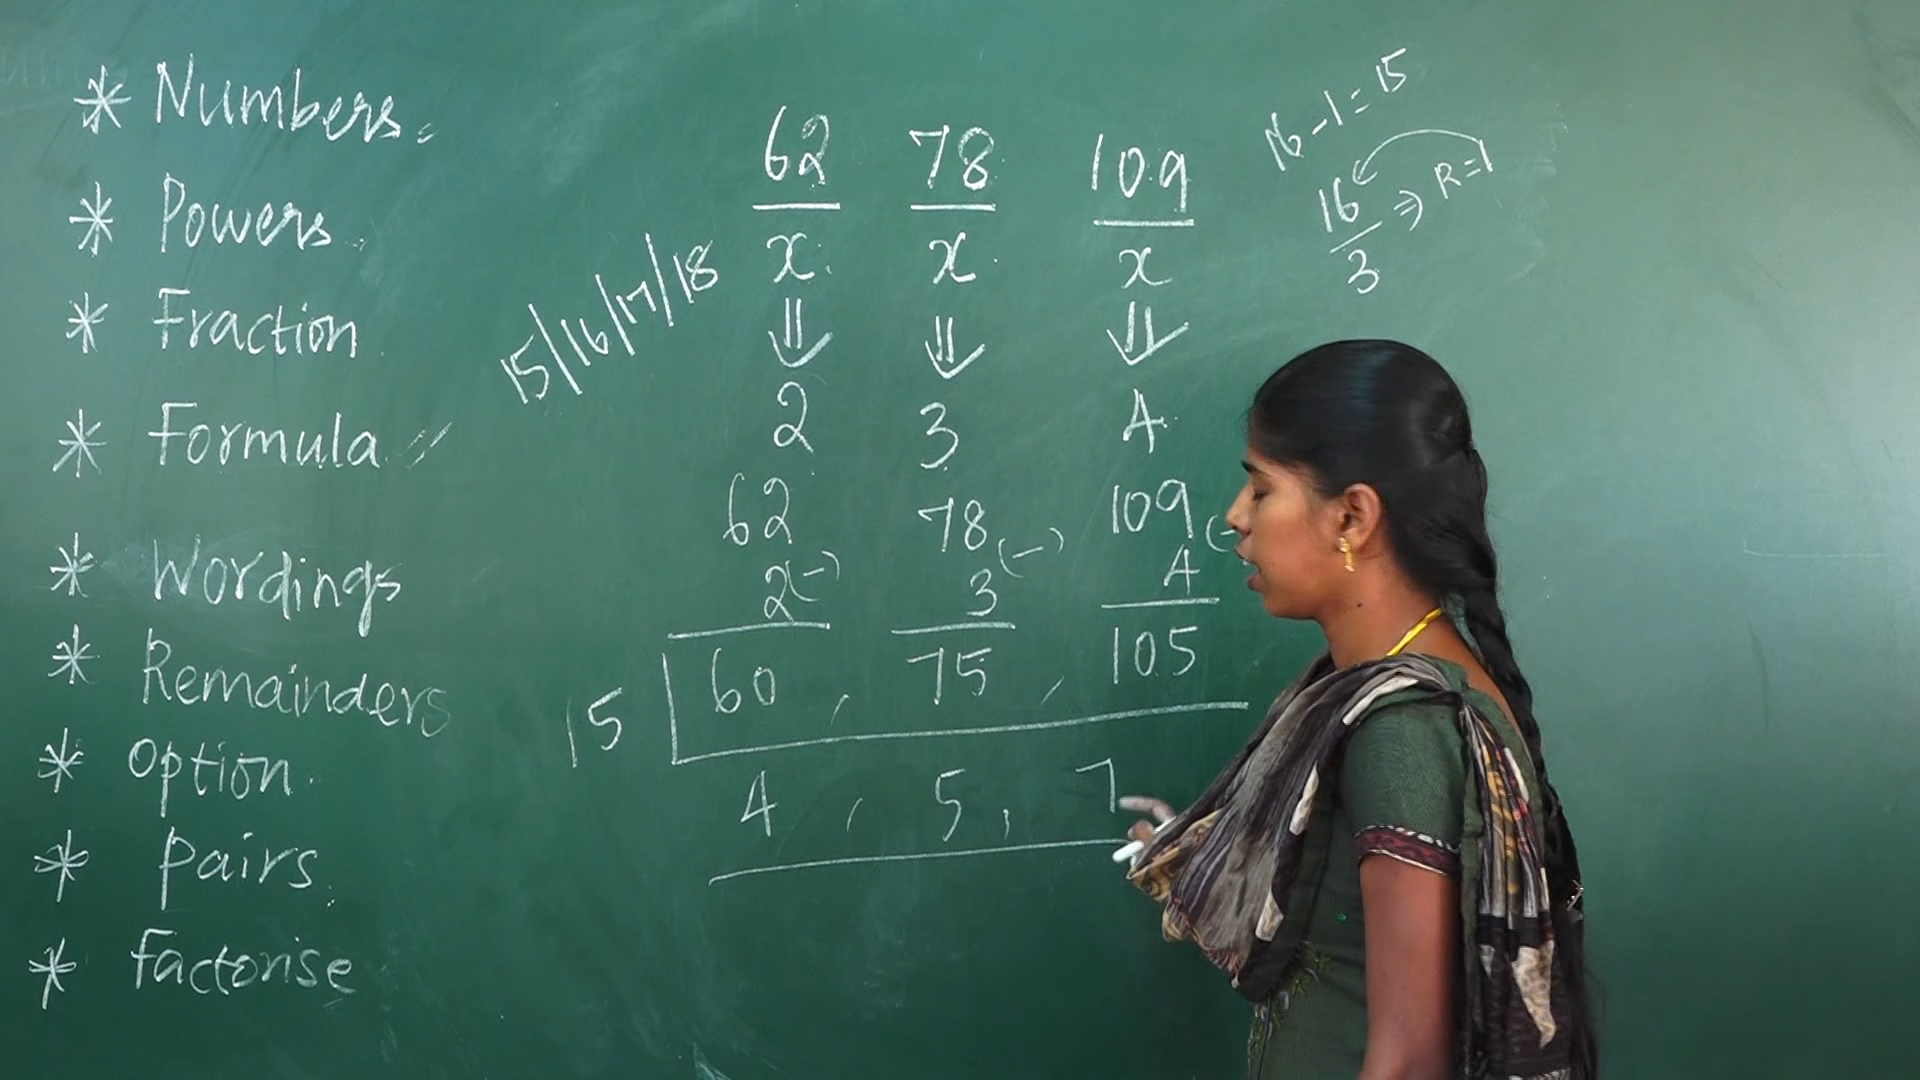 * Numbers.
* Powers
* Fraction
* Formula
* Wordings
* Remainders
* Option.
* Pairs.
* factorise
15/16/17/18
62 78 109
x x x
⇓ ⇓ ⇓
2 3 4
62 78 109
2(-) 3(-) 4(-
15 60 , 75 , 105
4 , 5 , 7
16-1=15
16 ⇒ R=1
3